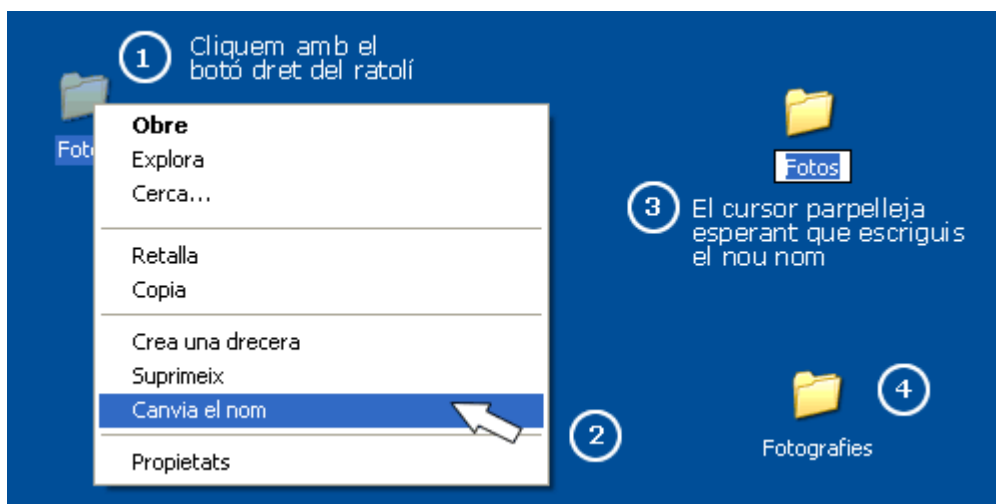 1
Cliquem amb el
botó dret del ratolí
Obre
Explora
Cerca...
Retalla
Copia
Crea una drecera
Suprimeix
Canvia el nom
Propietats
2
Fotos
3
El cursor parpelleja
esperant que escriguis
el nou nom
4
Fotografies